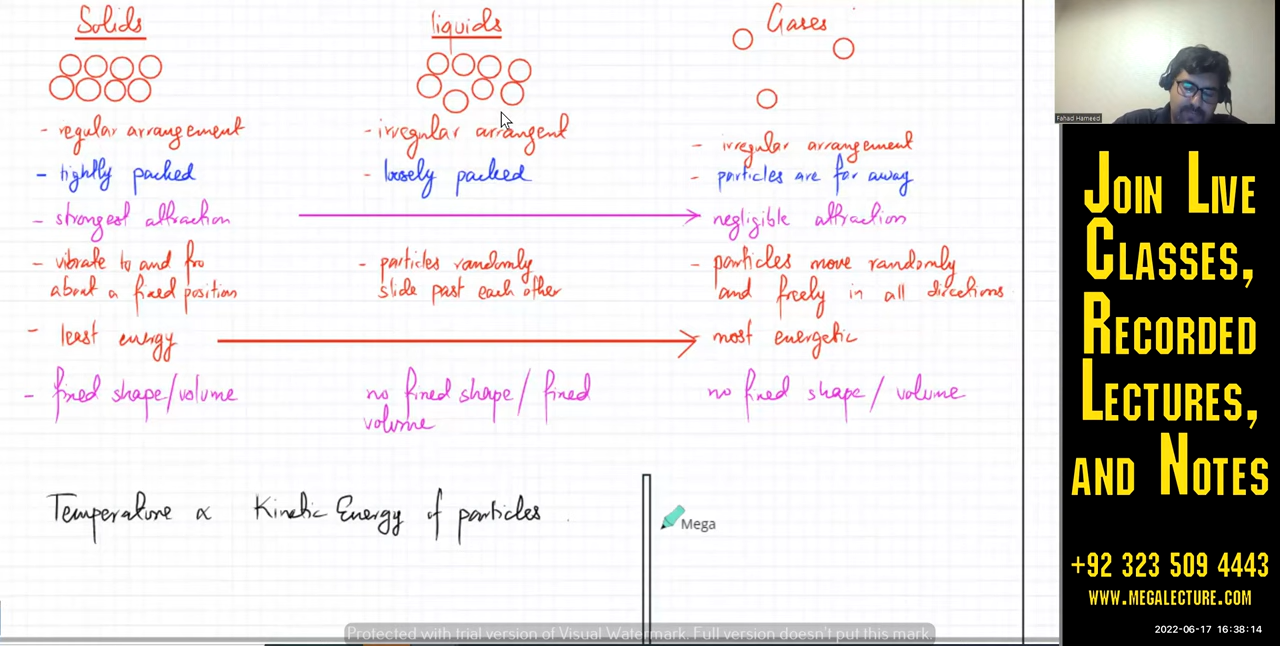 Solids
- regular arrangement
- tightly packed
- strongest attraction
- vibrate to and fro
about a fixed position
- least energy
- fixed shape/volume
liquids
- irregular arrangent
- loosely packed
- particles randomly
slide past each other
no fixed shape/ fixed
volume
Gases
- irregular arrangement
- particles are far away
negligible attraction
- particles move randomly
and freely in all directions
- most energetic
no fixed shape / volume
Temperature ∝ Kinetic Energy of particles
Mega
Protected with trial version of Visual Watermark. Full version doesn't put this mark.
Fahad Hameed
JOIN LIVE
CLASSES,
RECORDED
LECTURES,
AND NOTES
+92 323 509 4443
WWW.MEGALECTURE.COM
2022-06-17 16:38:14